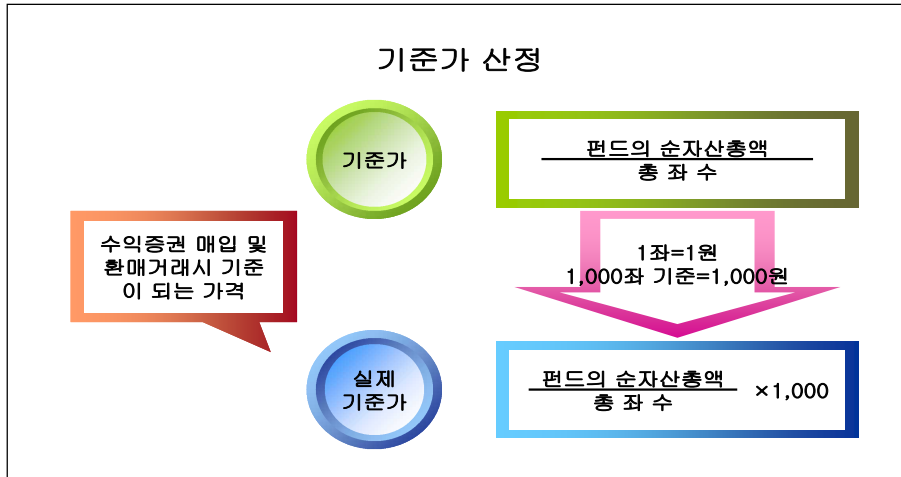 기준가 산정
기준가
펀드의 순자산총액
총 좌 수
수익증권 매입 및
환매거래시 기준
이 되는 가격
1좌=1원
1,000좌 기준=1,000원
실제
기준가
펀드의 순자산총액
총 좌 수
×1,000